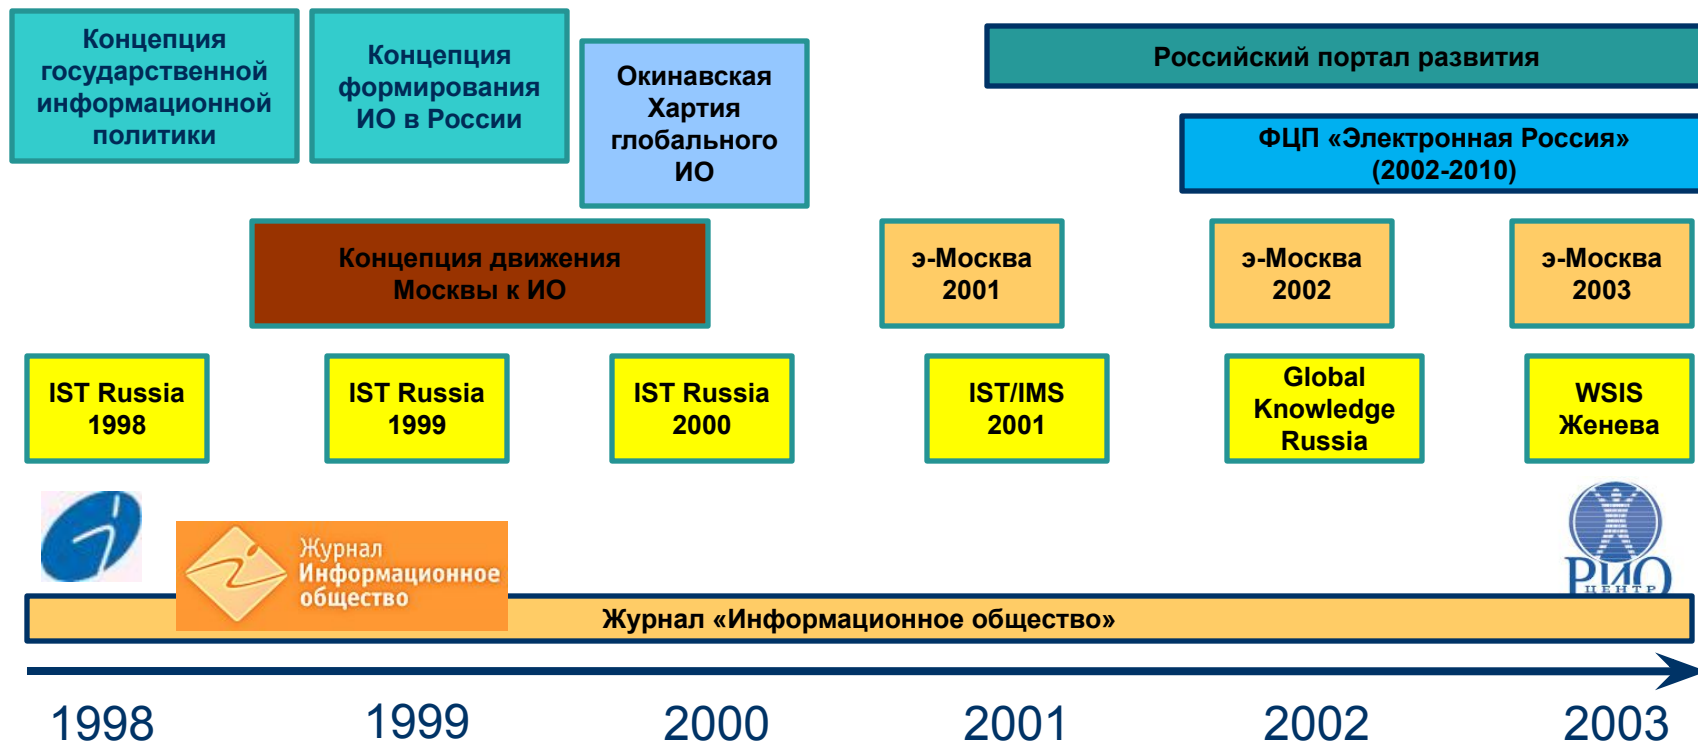 Концепция
государственной
информационной
политики
Концепция
формирования
ИО в России
Окинавская
Хартия
глобального
ИО
Российский портал развития
ФЦП «Электронная Россия»
(2002-2010)
Концепция движения
Москвы к ИО
э-Москва
2001
э-Москва
2002
э-Москва
2003
IST Russia
1998
IST Russia
1999
IST Russia
2000
IST/IMS
2001
Global
Knowledge
Russia
WSIS
Женева
Журнал
Информационное
общество
РИО
ЦЕНТР
Журнал «Информационное общество»
1998
1999
2000
2001
2002
2003